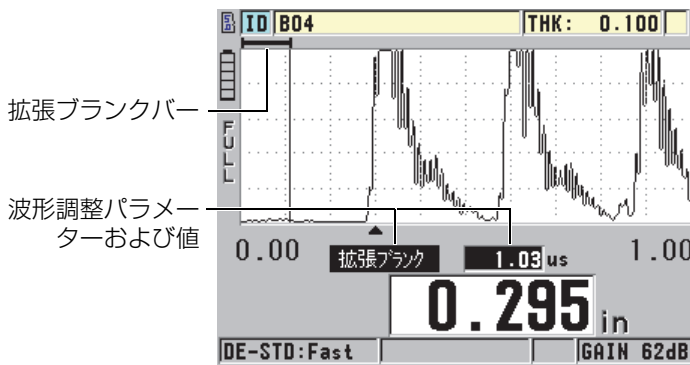 ID B04 THK: 0.100
拡張ブランクバー
FULL
波形調整パラメー
ターおよび値
0.00 拡張ブランク 1.03 us 1.00
0.295 in
DE-STD:Fast GAIN 62dB